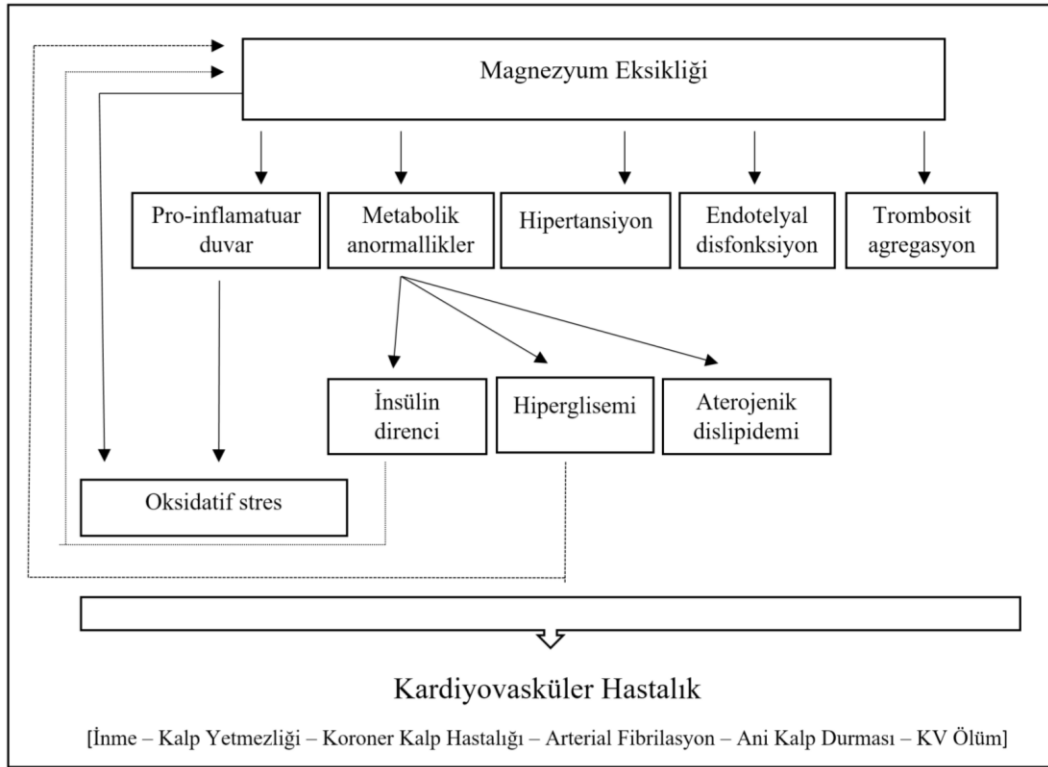 Magnezyum Eksikliği
Pro-inflamatuar
duvar
Metabolik
anormallikler
Hipertansiyon
Endotelyal
disfonksiyon
Trombosit
agregasyon
İnsülin
direnci
Hiperglisemi
Aterojenik
dislipidemi
Oksidatif stres
Kardiyovasküler Hastalık
[İnme – Kalp Yetmezliği – Koroner Kalp Hastalığı – Arterial Fibrilasyon – Ani Kalp Durması – KV Ölüm]